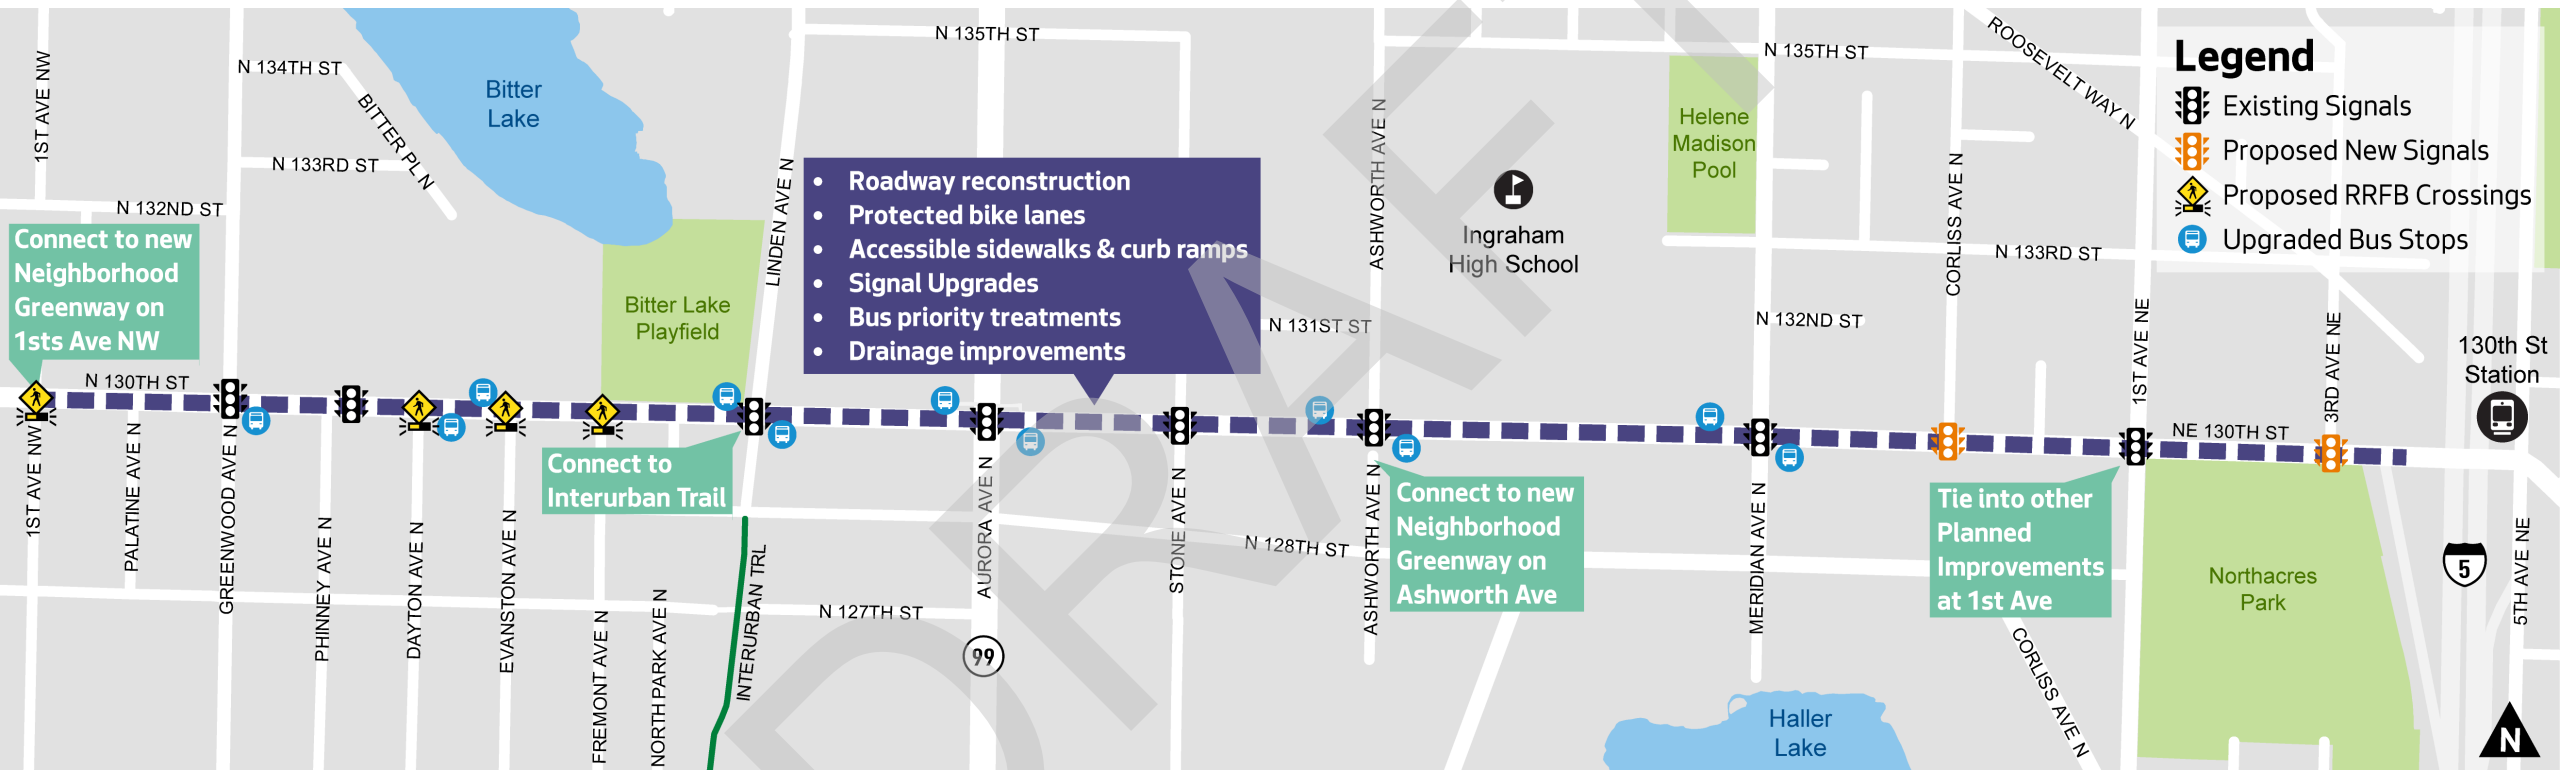 N 135TH ST
N 135TH ST
ROOSEVELT WAY N
Legend
Existing Signals
Proposed New Signals
Proposed RRFB Crossings
Upgraded Bus Stops
1ST AVE NW
N 134TH ST
BITTER PL N
N 133RD ST
N 132ND ST
Bitter
Lake
LINDEN AVE N
ASHWORTH AVE N
Helene
Madison
Pool
Ingraham
High School
CORLISS AVE N
N 133RD ST
N 132ND ST
1ST AVE NE
3RD AVE NE
130th St
Station
Connect to new
Neighborhood
Greenway on
1sts Ave NW
Bitter Lake
Playfield
• Roadway reconstruction
• Protected bike lanes
• Accessible sidewalks & curb ramps
• Signal Upgrades
• Bus priority treatments
• Drainage improvements
N 131ST ST
N 130TH ST
NE 130TH ST
1ST AVE NW
PALATINE AVE N
GREENWOOD AVE N
PHINNEY AVE N
DAYTON AVE N
EVANSTON AVE N
Connect to
Interurban Trail
FREMONT AVE N
NORTH PARK AVE N
INTERURBAN TRL
N 127TH ST
AURORA AVE N
99
STONE AVE N
N 128TH ST
ASHWORTH AVE N
Connect to new
Neighborhood
Greenway on
Ashworth Ave
MERIDIAN AVE N
Haller
Lake
Tie into other
Planned
Improvements
at 1st Ave
CORLISS AVE N
Northacres
Park
5
5TH AVE NE
N
DRAFT